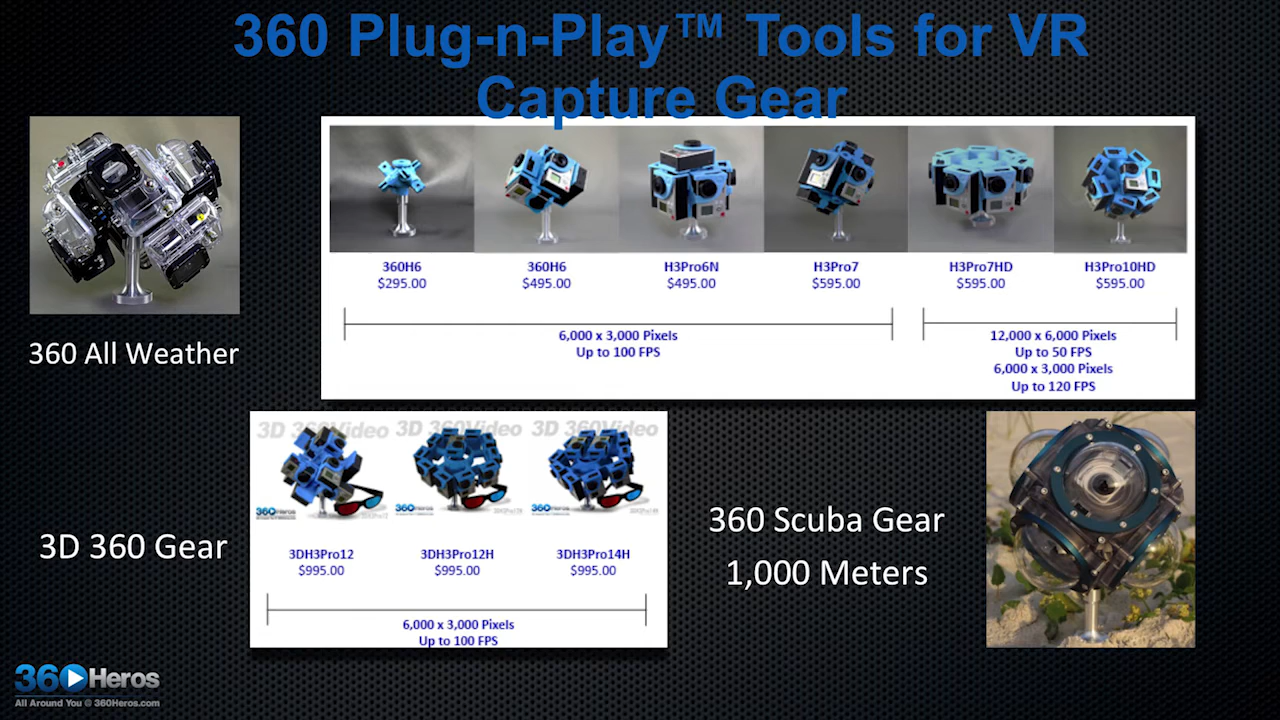 360 Plug-n-Play™ Tools for VR
Capture Gear
360H6
$295.00
360H6
$495.00
H3Pro6N
$495.00
H3Pro7
$595.00
H3Pro7HD
$595.00
H3Pro10HD
$595.00
6,000 x 3,000 Pixels
Up to 100 FPS
12,000 x 6,000 Pixels
Up to 50 FPS
6,000 x 3,000 Pixels
Up to 120 FPS
360 All Weather
3D 360 Gear
3D 360Video
3D 360Video
3D 360Video
360Heros
360Heros
360Heros
3DH3Pro12
$995.00
3DH3Pro12H
$995.00
3DH3Pro14H
$995.00
6,000 x 3,000 Pixels
Up to 100 FPS
360 Scuba Gear
1,000 Meters
360Heros
All Around You @ 360Heros.com